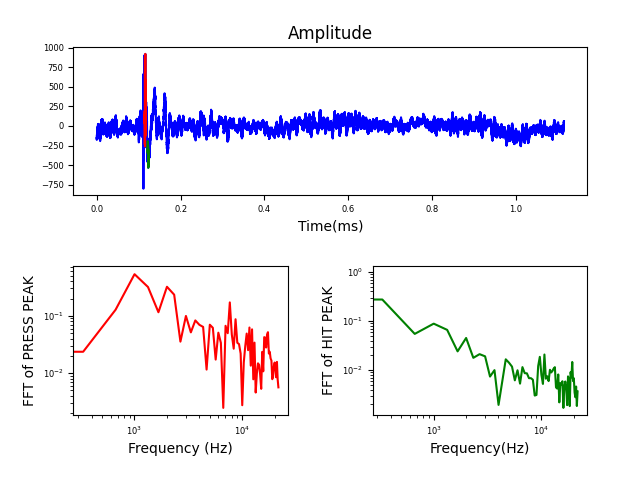 Amplitude
1000
750
500
250
0
−250
−500
−750
0.0 0.2 0.4 0.6 0.8 1.0
Time(ms)
FFT of PRESS PEAK
10⁻¹
10⁻²
10³ 10⁴
Frequency (Hz)
FFT of HIT PEAK
10⁰
10⁻¹
10⁻²
10³ 10⁴
Frequency(Hz)